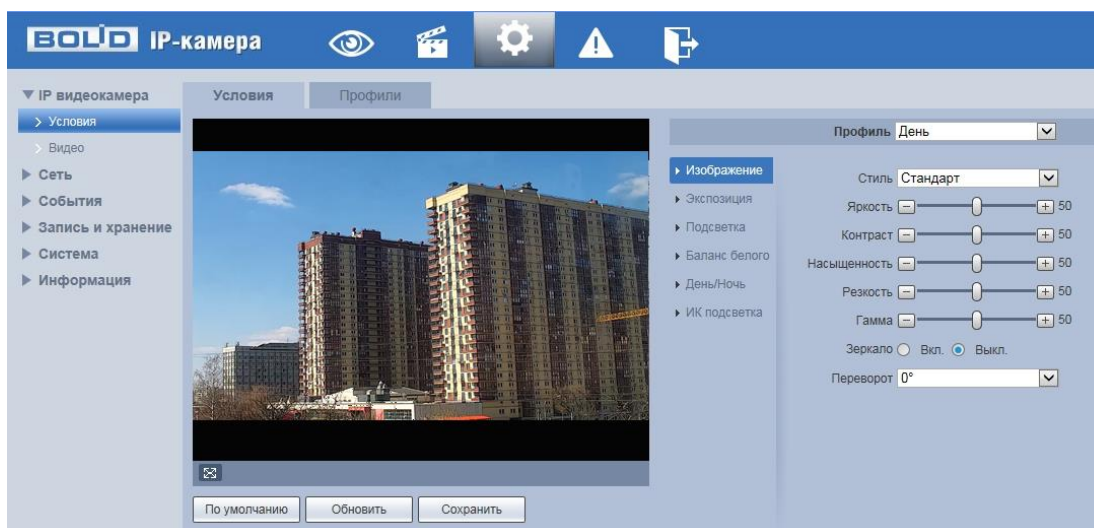 BOLID IP-камера
IP видеокамера
Условия
Видео
Сеть
События
Запись и хранение
Система
Информация
Условия Профили
По умолчанию Обновить Сохранить
Изображение
Экспозиция
Подсветка
Баланс белого
День/Ночь
ИК подсветка
Профиль День
Стиль Стандарт
Яркость 50
Контраст 50
Насыщенность 50
Резкость 50
Гамма 50
Зеркало Вкл. Выкл.
Переворот 0°